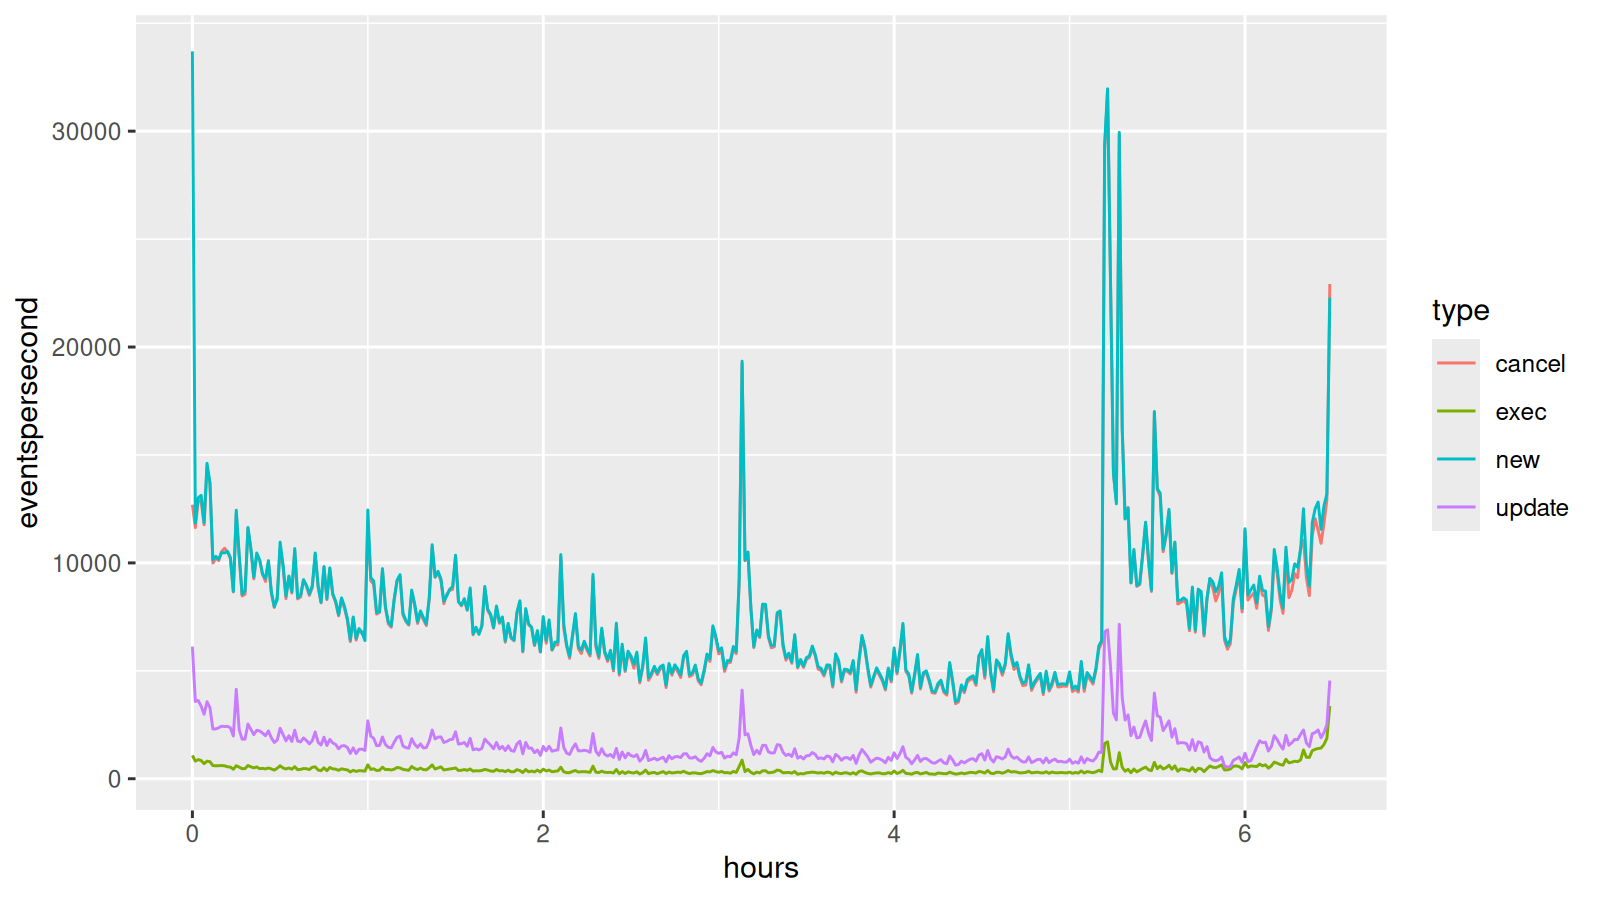 eventspersecond
30000
20000
10000
0
0 2 4 6
hours
type
cancel
exec
new
update